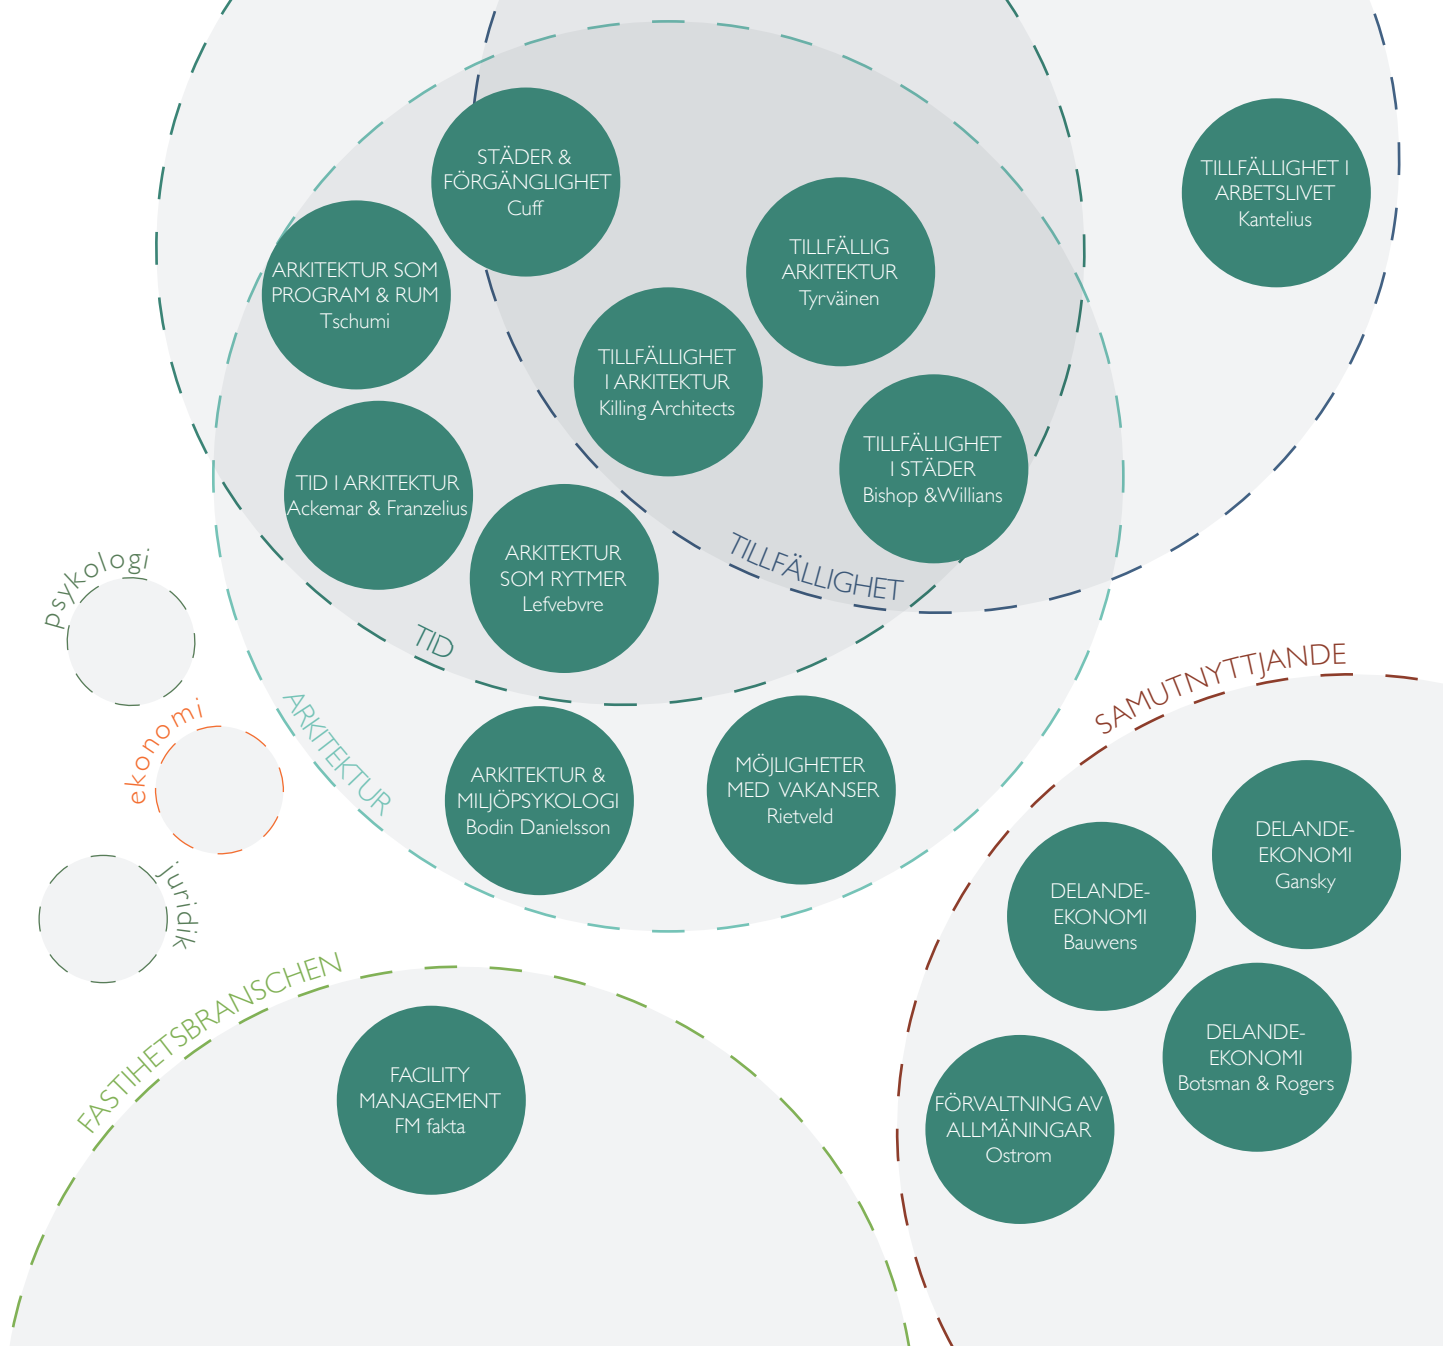 STÄDER &
FÖRGÄNGLIGHET
Cuff
TILLFÄLLIGHET I
ARBETSLIVET
Kantelius
TILLFÄLLIG
ARKITEKTUR
Tyrväinen
ARKITEKTUR SOM
PROGRAM & RUM
Tschumi
TILLFÄLLIGHET
I ARKITEKTUR
Killing Architects
TILLFÄLLIGHET
I STÄDER
Bishop &Willians
TID I ARKITEKTUR
Ackemar & Franzelius
ARKITEKTUR
SOM RYTMER
Lefvebvre
TILLFÄLLIGHET
TID
ARKITEKTUR
psykologi
ekonomi
juridik
ARKITEKTUR &
MILJÖPSYKOLOGI
Bodin Danielsson
MÖJLIGHETER
MED VAKANSER
Rietveld
SAMUTNYTTJANDE
DELANDE-
EKONOMI
Gansky
DELANDE-
EKONOMI
Bauwens
DELANDE-
EKONOMI
Botsman & Rogers
FÖRVALTNING AV
ALLMÄNINGAR
Ostrom
FASTIHETSBRANSCHEN
FACILITY
MANAGEMENT
FM fakta